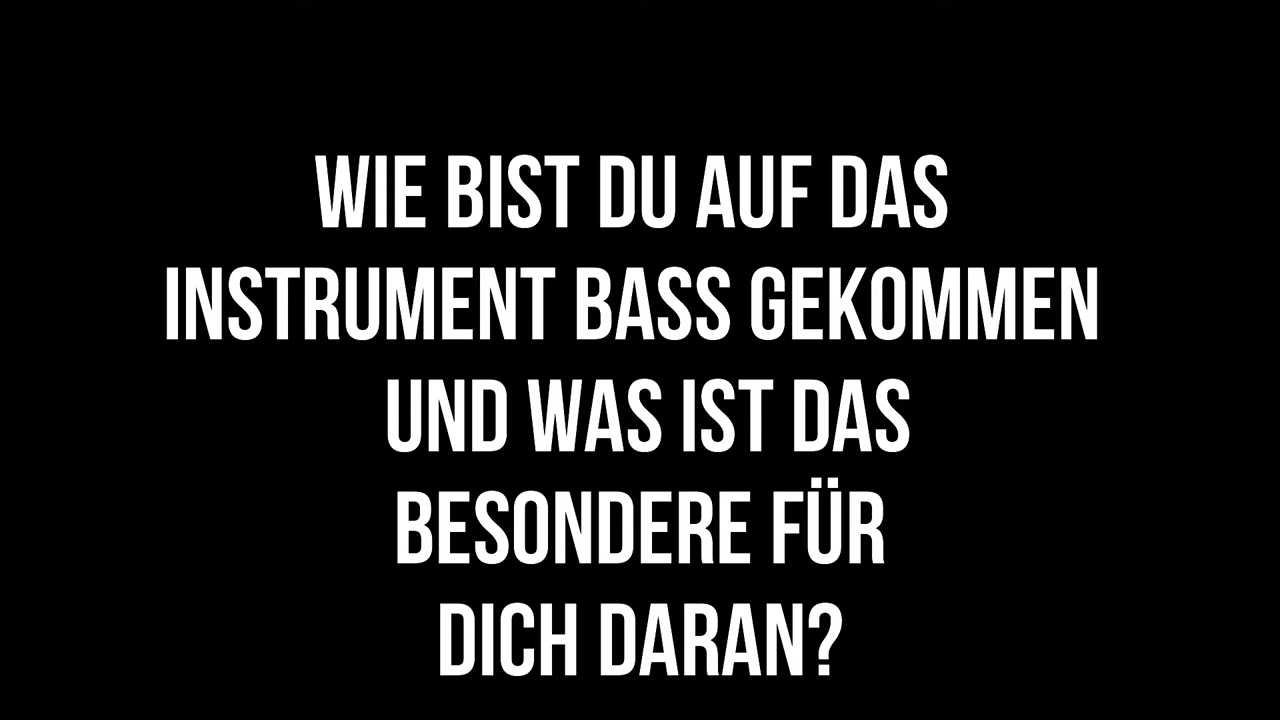 WIE BIST DU AUF DAS
INSTRUMENT BASS GEKOMMEN
UND WAS IST DAS
BESONDERE FÜR
DICH DARAN?